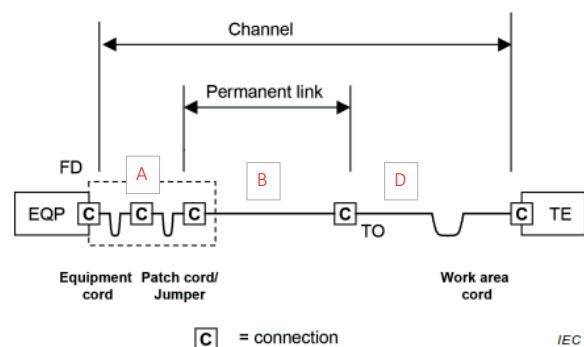 Channel
Permanent link
FD
A
B
D
EQP
C
C
C
C
C
TE
TO
Equipment
cord
Patch cord/
Jumper
Work area
cord
C = connection
IEC